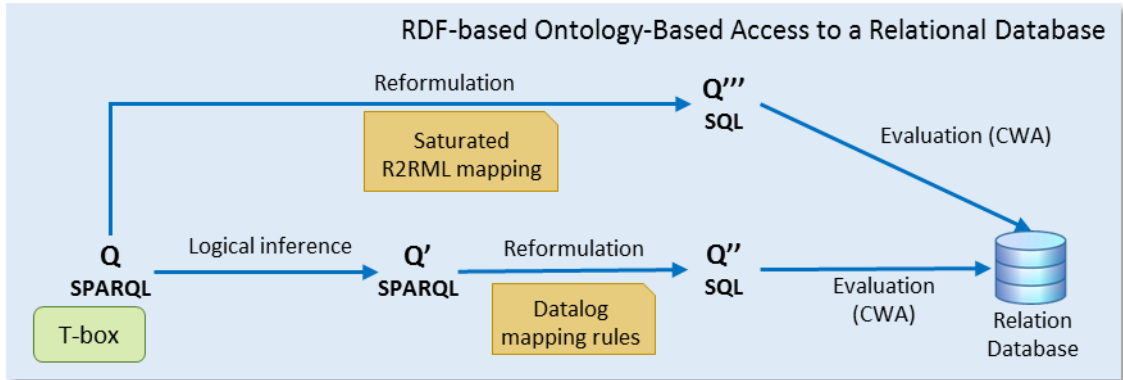 RDF-based Ontology-Based Access to a Relational Database
Reformulation
Q'''
SQL
Saturated
R2RML mapping
Evaluation (CWA)
Q
SPARQL
Logical inference
Q'
SPARQL
Reformulation
Q''
SQL
Evaluation
(CWA)
T-box
Datalog
mapping rules
Relation
Database